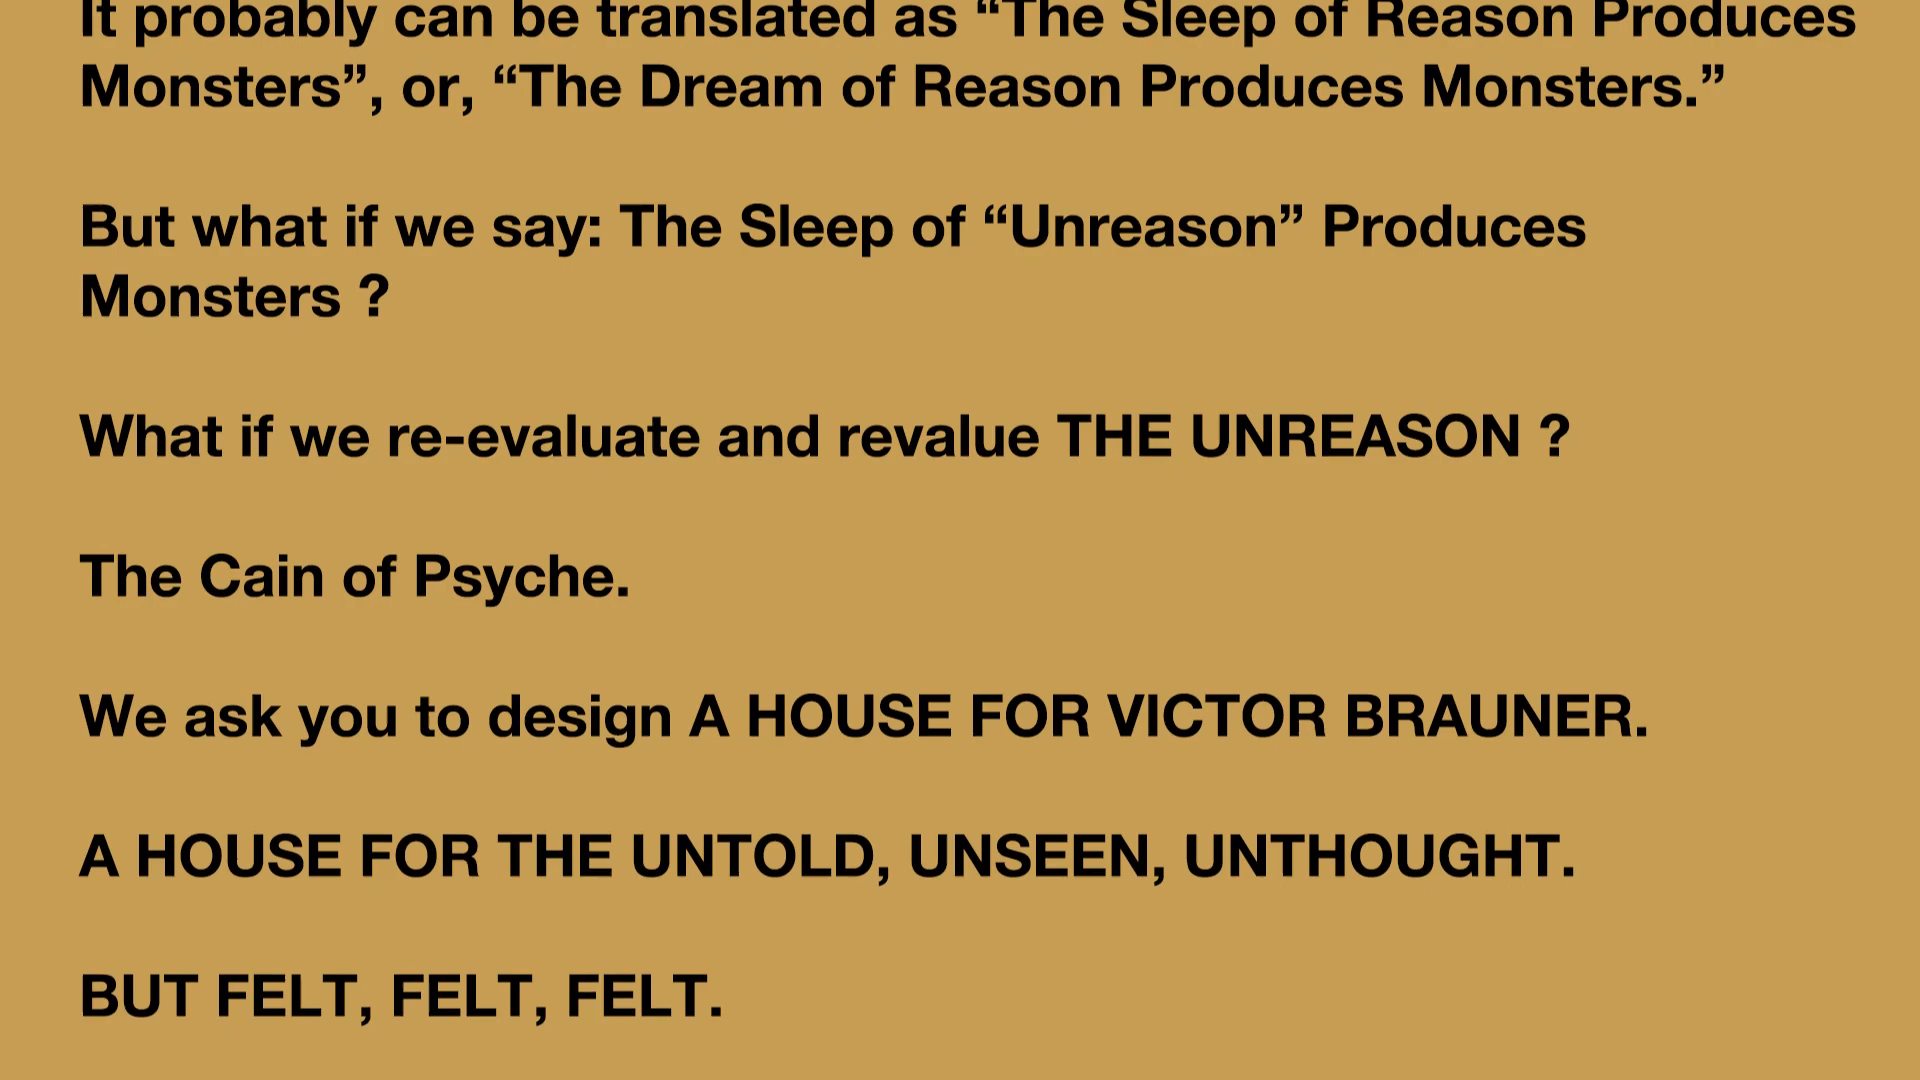 It probably can be translated as “The Sleep of Reason Produces
Monsters”, or, “The Dream of Reason Produces Monsters.”
But what if we say: The Sleep of “Unreason” Produces
Monsters ?
What if we re-evaluate and revalue THE UNREASON ?
The Cain of Psyche.
We ask you to design A HOUSE FOR VICTOR BRAUNER.
A HOUSE FOR THE UNTOLD, UNSEEN, UNTHOUGHT.
BUT FELT, FELT, FELT.